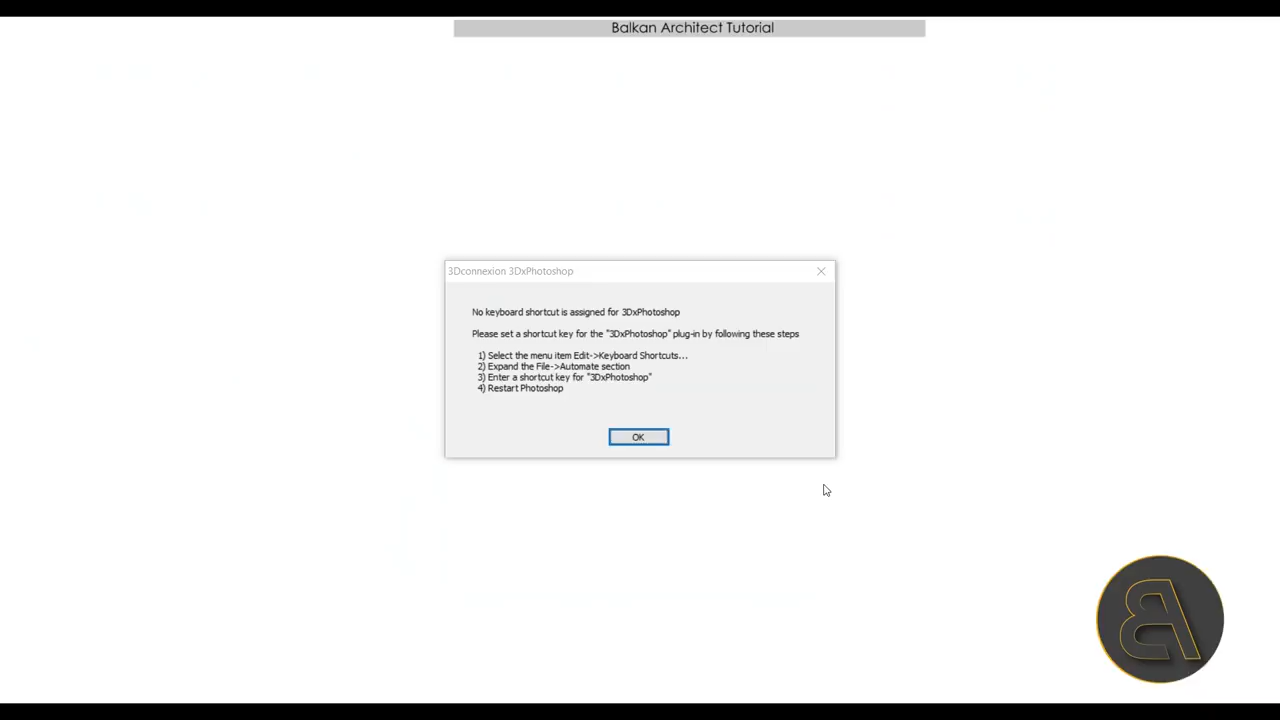 Balkan Architect Tutorial
3Dconnexion 3DxPhotoshop
No keyboard shortcut is assigned for 3DxPhotoshop
Please set a shortcut key for the "3DxPhotoshop" plug-in by following these steps
1) Select the menu item Edit->Keyboard Shortcuts...
2) Expand the File->Automate section
3) Enter a shortcut key for "3DxPhotoshop"
4) Restart Photoshop
OK